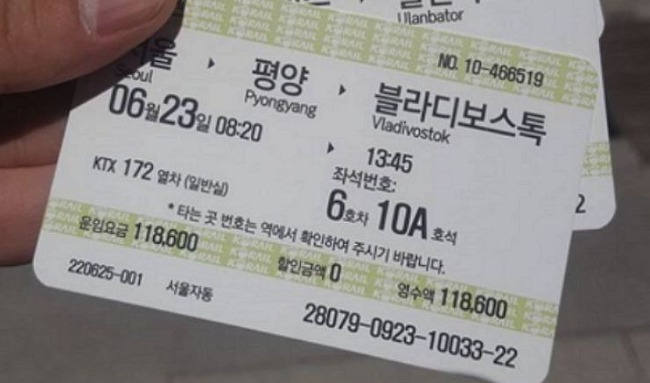 Ulanbator
NO. 10-466519
서울 ▸ 평양 ▸ 블라디보스톡
Seoul Pyongyang Vladivostok
06월23일 08:20 ▸ 13:45
KTX 172 열차 (일반실)
좌석번호:
6호차 10A 호석
* 타는 곳 번호는 역에서 확인하여 주시기 바랍니다.
운임요금 118,600 할인금액 0 영수액 118,600
220625-001 서울자동 28079-0923-10033-22
2